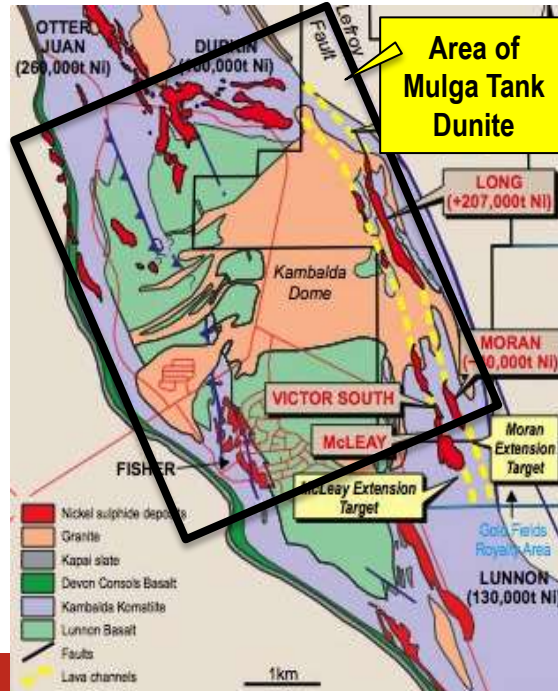 OTTER
JUAN
(260,000t Ni)
DURKIN
Lefroy
Fault
Area of
Mulga Tank
Dunite
LONG
(+207,000t Ni)
Kambalda
Dome
MORAN
VICTOR SOUTH
McLEAY
Moran
Extension
Target
FISHER
McLeay Extension
Target
Gold Fields
Royalty Area
LUNNON
(130,000t Ni)
Nickel sulphide deposits
Granite
Kapai slate
Devon Consols Basalt
Kambalda Komatiite
Lunnon Basalt
Faults
Lava channels
1km